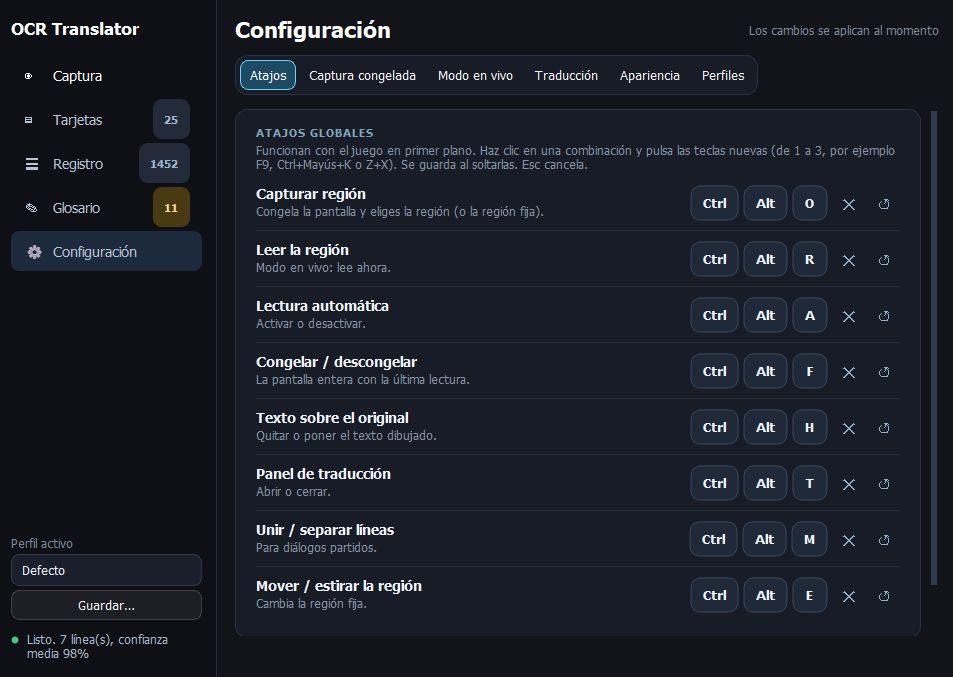 OCR Translator
Captura
Tarjetas 25
Registro 1452
Glosario 11
Configuración
Perfil activo
Defecto
Guardar...
Listo. 7 línea(s), confianza
media 98%
Configuración
Los cambios se aplican al momento
Atajos Captura congelada Modo en vivo Traducción Apariencia Perfiles
ATAJOS GLOBALES
Funcionan con el juego en primer plano. Haz clic en una combinación y pulsa las teclas nuevas (de 1 a 3, por ejemplo
F9, Ctrl+Mayús+K o Z+X). Se guarda al soltarlas. Esc cancela.
Capturar región
Congela la pantalla y eliges la región (o la región fija).
Ctrl Alt O
Leer la región
Modo en vivo: lee ahora.
Ctrl Alt R
Lectura automática
Activar o desactivar.
Ctrl Alt A
Congelar / descongelar
La pantalla entera con la última lectura.
Ctrl Alt F
Texto sobre el original
Quitar o poner el texto dibujado.
Ctrl Alt H
Panel de traducción
Abrir o cerrar.
Ctrl Alt T
Unir / separar líneas
Para diálogos partidos.
Ctrl Alt M
Mover / estirar la región
Cambia la región fija.
Ctrl Alt E